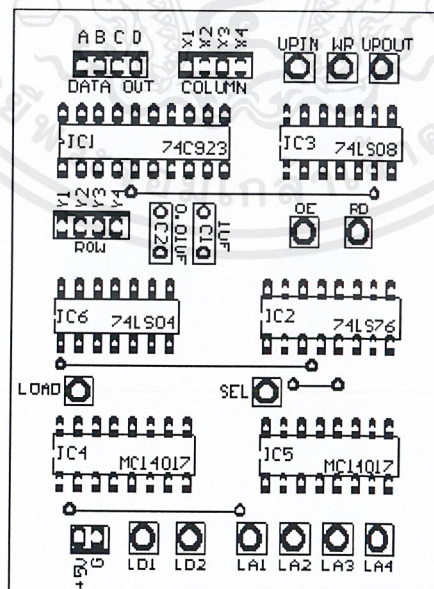 A B C D X1 X2 X3 X4 UPIN WR UPOUT
DATA OUT COLUMN
IC1 74C923 IC3 74LS08
Y1 Y2 Y3 Y4
ROW C2 0.01UF C1 1UF OE RD
IC6 74LS04 IC2 74LS76
LOAD SEL
IC4 MC14017 IC5 MC14017
+5V G LD1 LD2 LA1 LA2 LA3 LA4